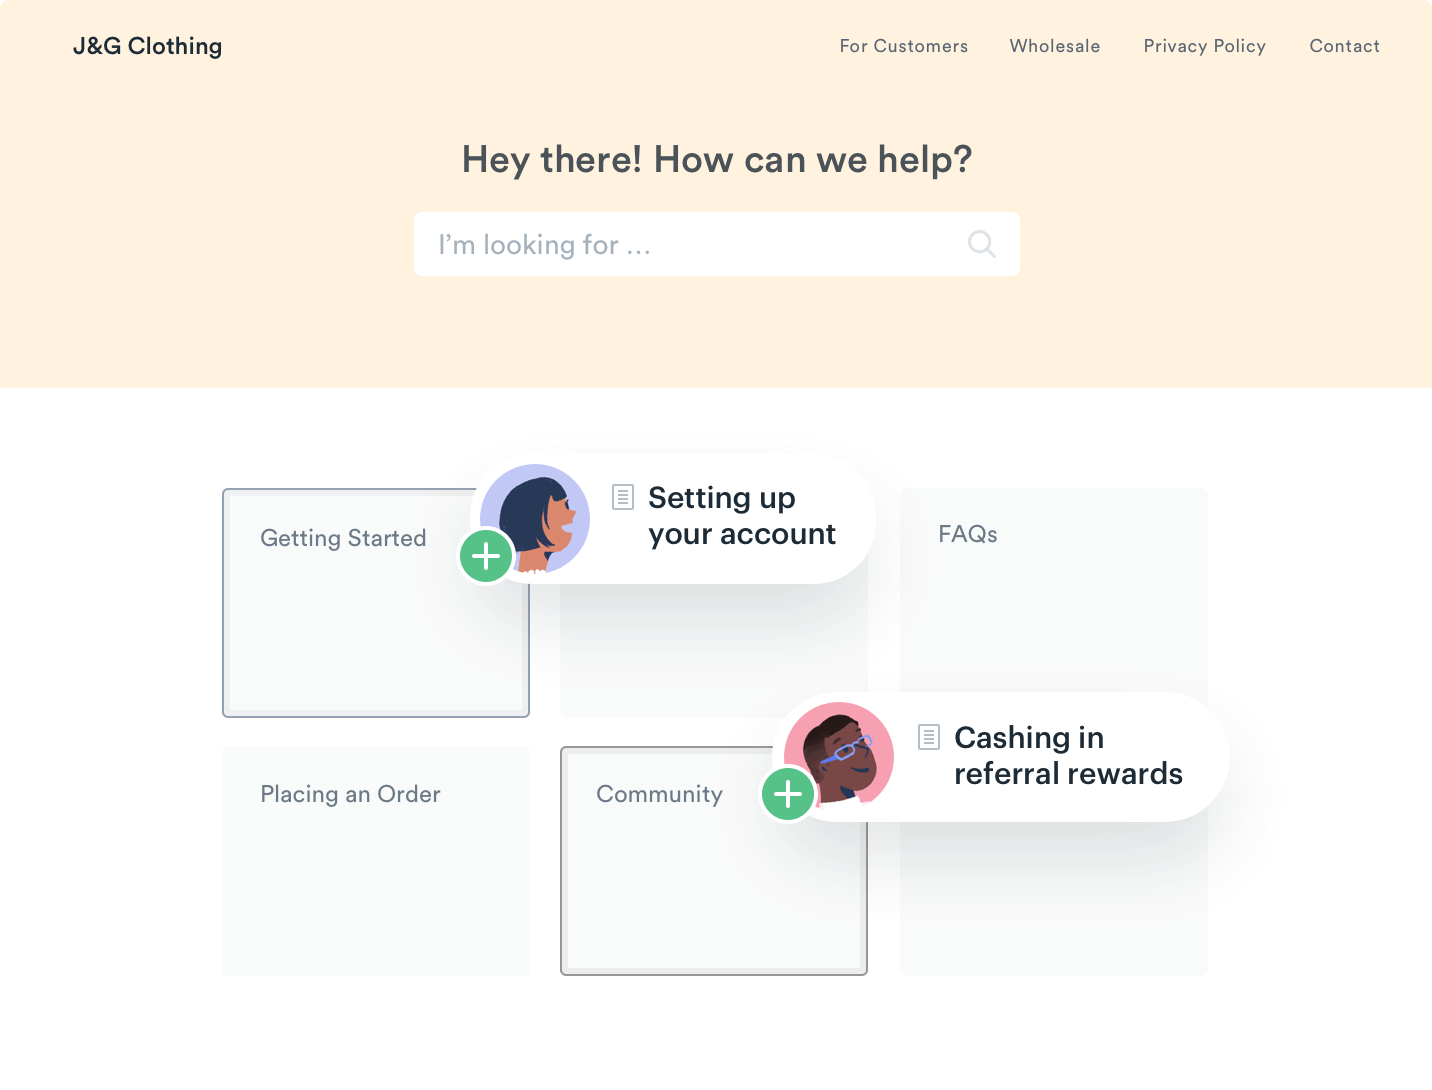 J&G Clothing
For Customers
Wholesale
Privacy Policy
Contact
Hey there! How can we help?
I’m looking for ...
Getting Started
Setting up
your account
FAQs
Cashing in
referral rewards
Placing an Order
Community